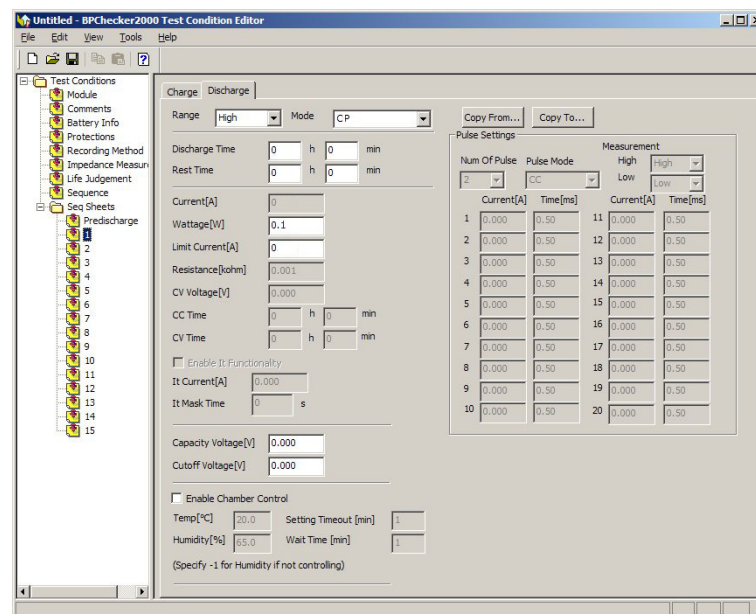 Untitled - BPChecker2000 Test Condition Editor
File Edit View Tools Help
Test Conditions
Module
Comments
Battery Info
Protections
Recording Method
Impedance Measur
Life Judgement
Sequence
Seq Sheets
Predischarge
1
2
3
4
5
6
7
8
9
10
11
12
13
14
15
Charge Discharge
Range High Mode CP
Discharge Time 0 h 0 min
Rest Time 0 h 0 min
Current[A] 0
Wattage[W] 0.1
Limit Current[A] 0
Resistance[kohm] 0.001
CV Voltage[V] 0.000
CC Time 0 h 0 min
CV Time 0 h 0 min
Enable It Functionality
It Current[A] 0.000
It Mask Time 0 s
Capacity Voltage[V] 0.000
Cutoff Voltage[V] 0.000
Enable Chamber Control
Temp[°C] 20.0 Setting Timeout [min] 1
Humidity[%] 65.0 Wait Time [min] 1
(Specify -1 for Humidity if not controlling)
Copy From... Copy To...
Pulse Settings
Measurement
Num Of Pulse Pulse Mode High High
2 CC Low Low
Current[A] Time[ms] Current[A] Time[ms]
1 0.000 0.50 11 0.000 0.50
2 0.000 0.50 12 0.000 0.50
3 0.000 0.50 13 0.000 0.50
4 0.000 0.50 14 0.000 0.50
5 0.000 0.50 15 0.000 0.50
6 0.000 0.50 16 0.000 0.50
7 0.000 0.50 17 0.000 0.50
8 0.000 0.50 18 0.000 0.50
9 0.000 0.50 19 0.000 0.50
10 0.000 0.50 20 0.000 0.50